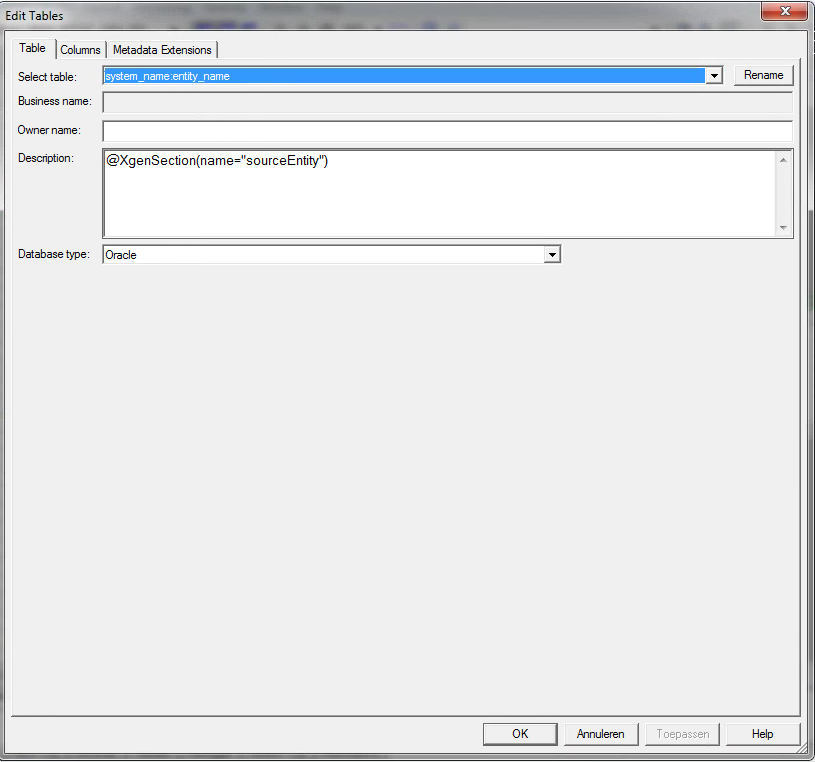 Edit Tables
Table Columns Metadata Extensions
Select table: system_name:entity_name Rename
Business name:
Owner name:
Description: @XgenSection(name="sourceEntity")
Database type: Oracle
OK Annuleren Toepassen Help